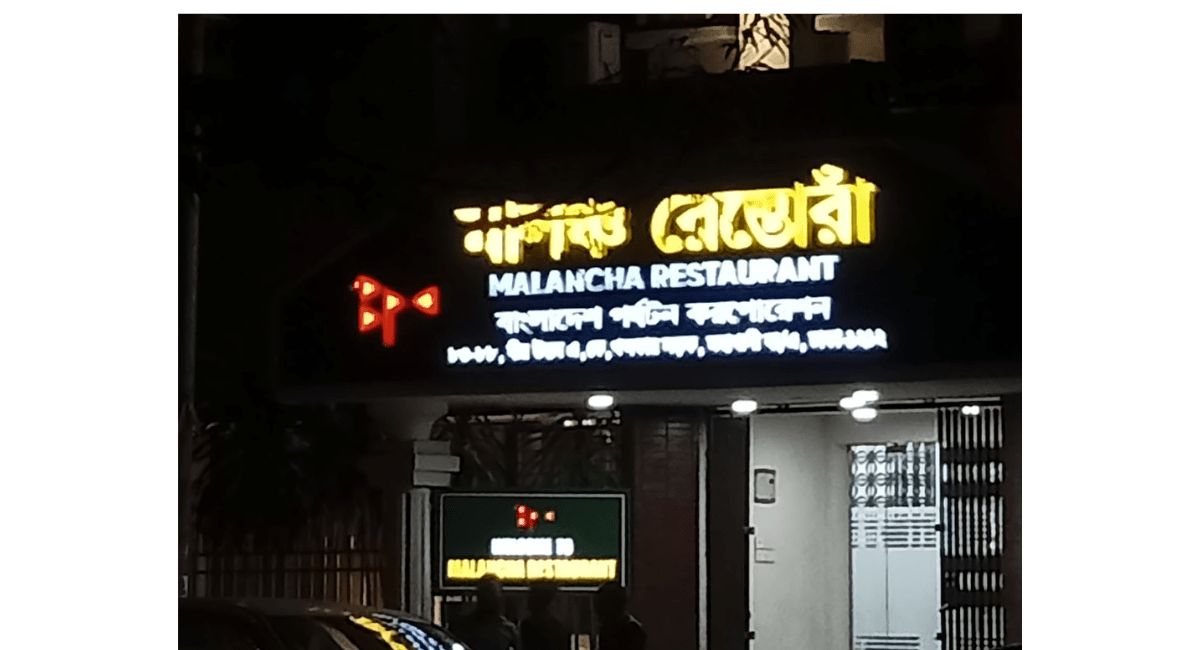 মালঞ্চ রেস্তোরাঁ
MALANCHA RESTAURANT
বাংলাদেশ পর্যটন করপোরেশন
WELCOME TO
MALANCHA RESTAURANT